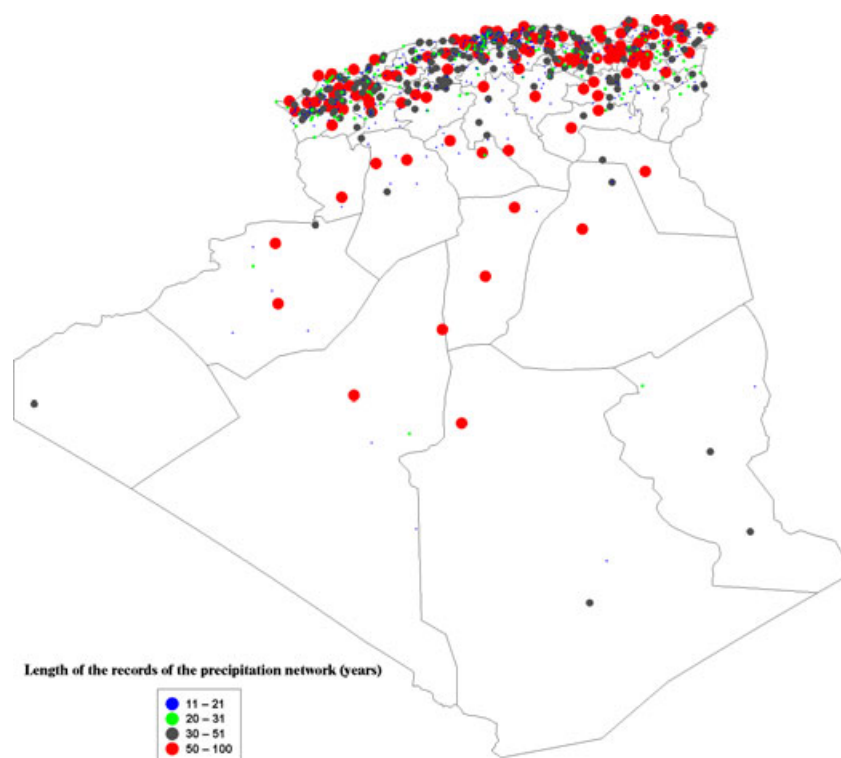 Length of the records of the precipitation network (years)
11 – 21
20 – 31
30 – 51
50 – 100